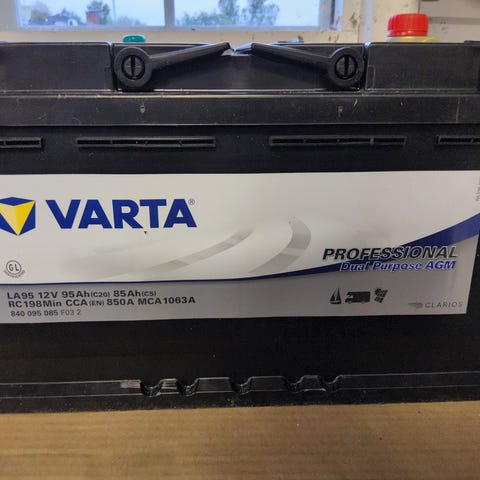 VARTA®
PROFESSIONAL
Dual Purpose AGM
GL
LA95 12V 95Ah(C20) 85Ah(C5)
RC198Min CCA(EN) 850A MCA1063A
840 095 085 F03 2
CLARIOS